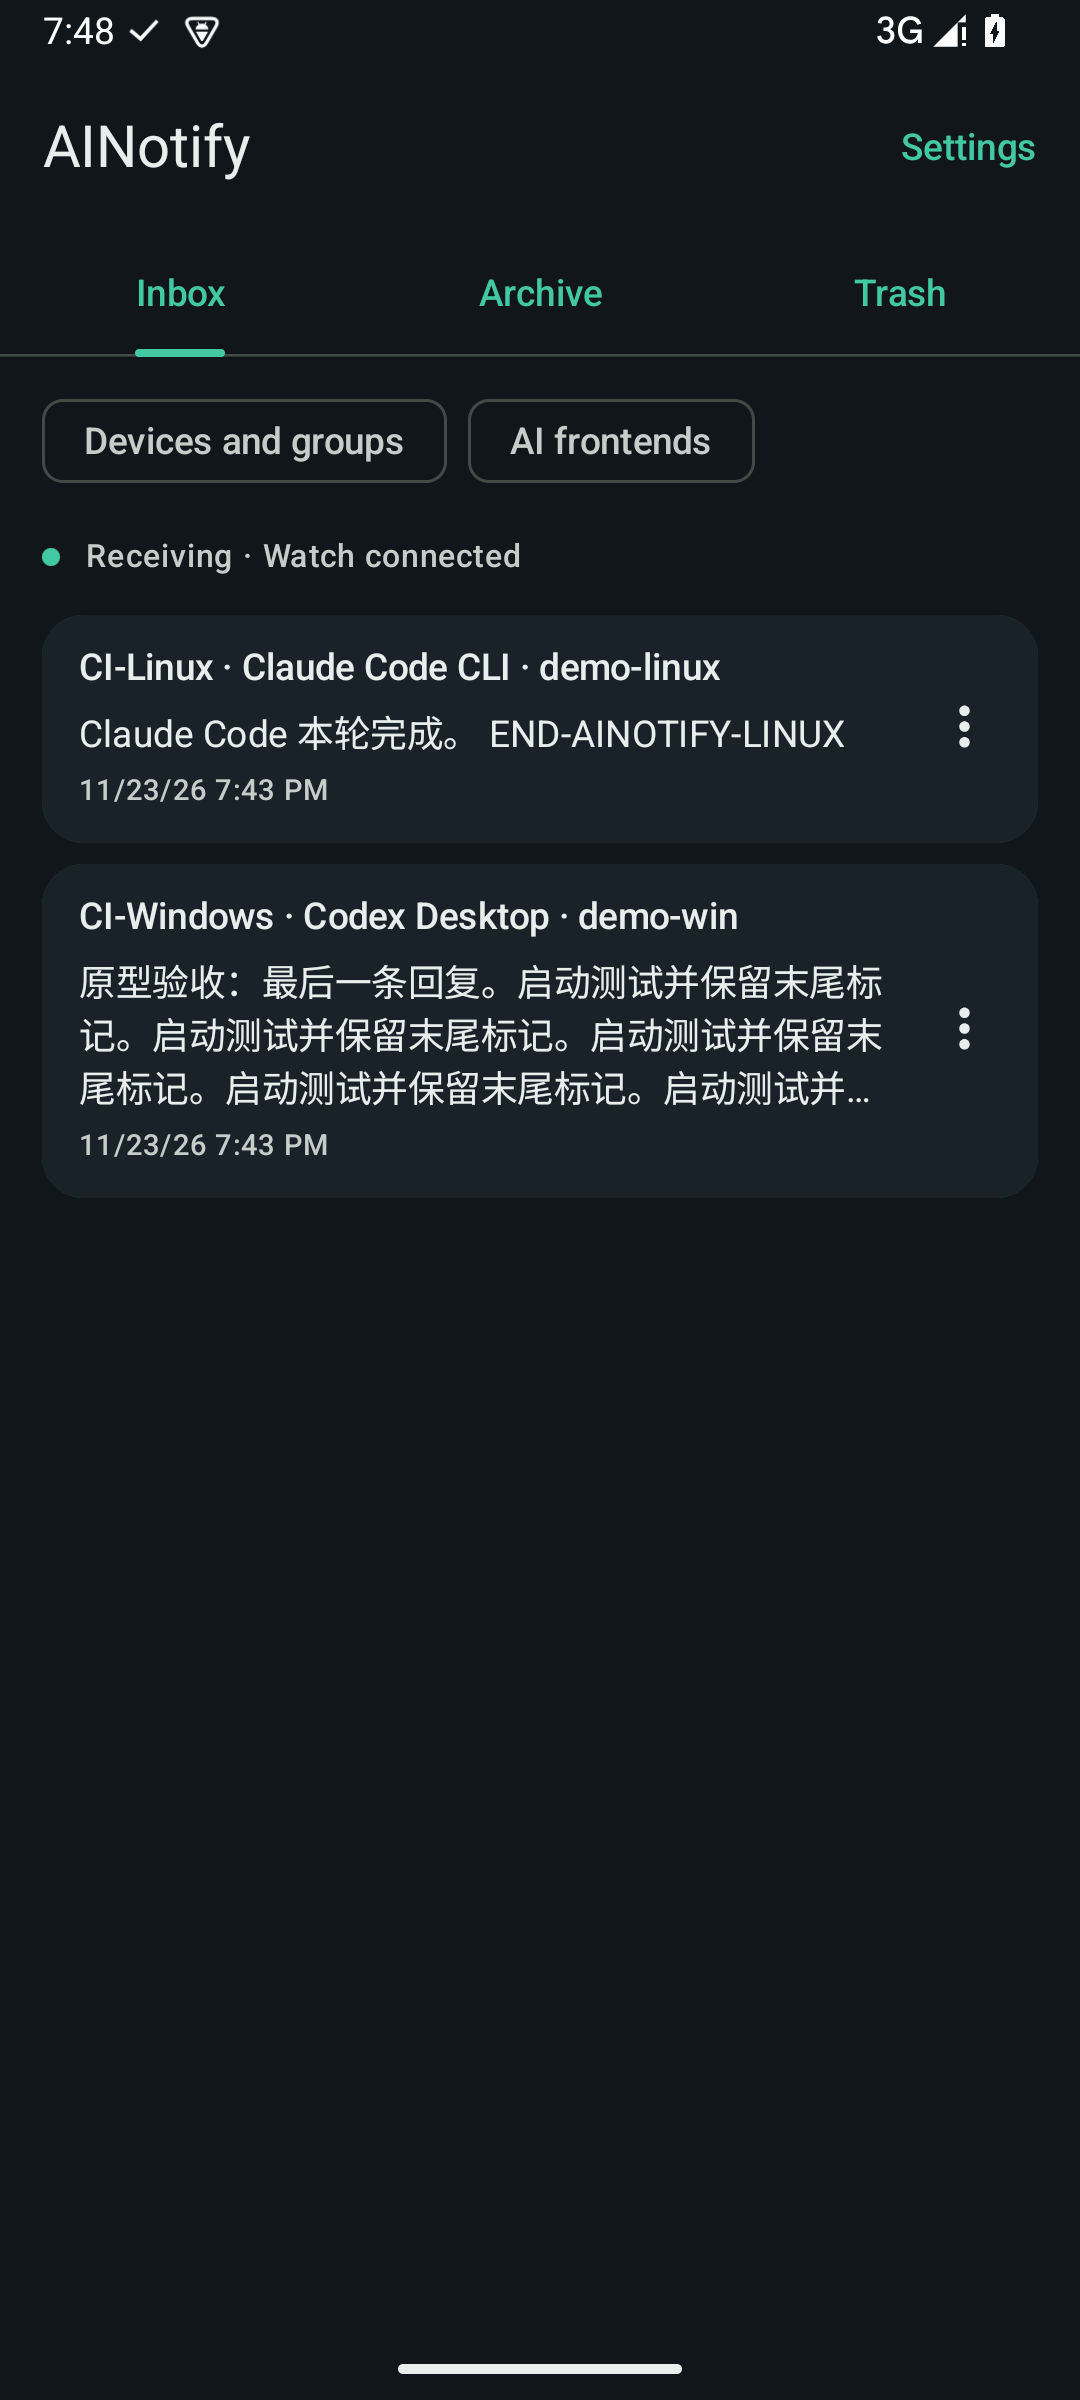 7:48
3G
AINotify
Settings
Inbox
Archive
Trash
Devices and groups
AI frontends
Receiving · Watch connected
CI-Linux · Claude Code CLI · demo-linux
Claude Code 本轮完成。 END-AINOTIFY-LINUX
11/23/26 7:43 PM
CI-Windows · Codex Desktop · demo-win
原型验收：最后一条回复。启动测试并保留末尾标
记。启动测试并保留末尾标记。启动测试并保留末
尾标记。启动测试并保留末尾标记。启动测试并…
11/23/26 7:43 PM